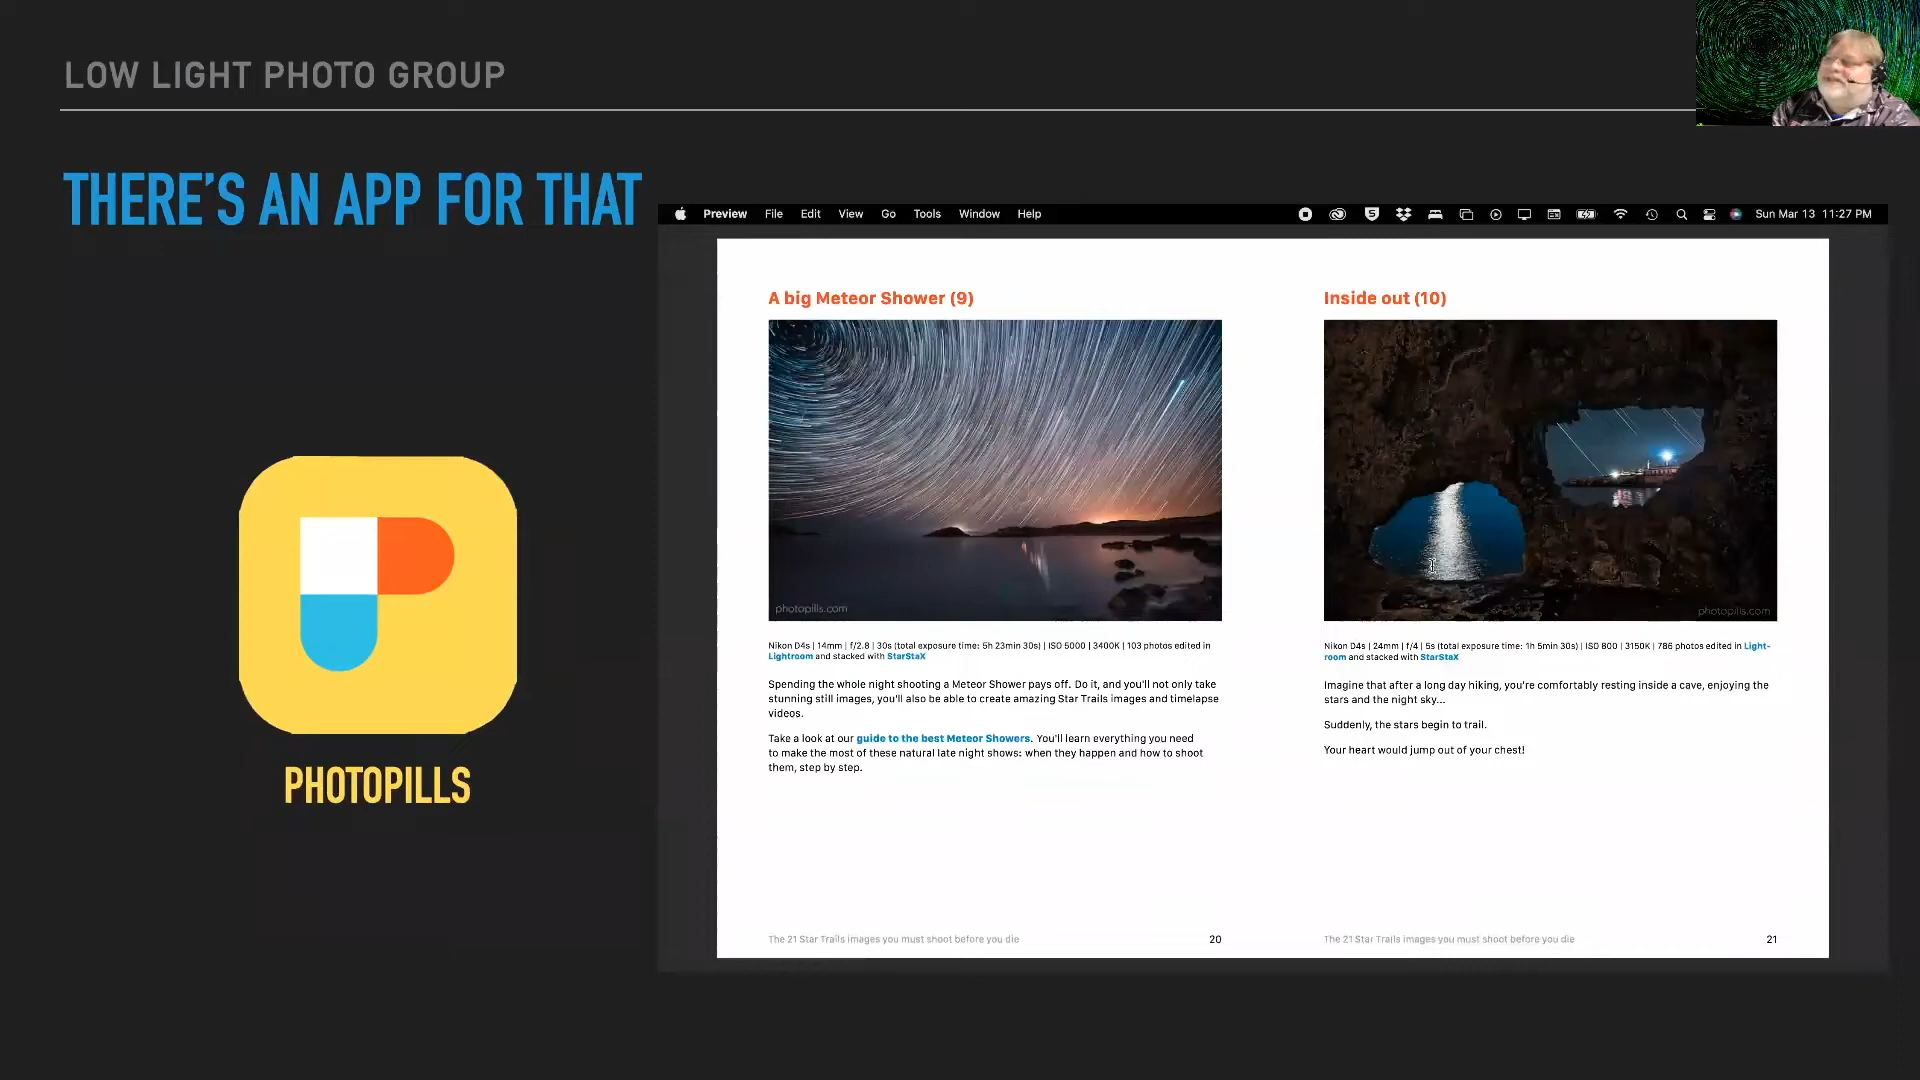 LOW LIGHT PHOTO GROUP
THERE'S AN APP FOR THAT
PHOTOPILLS
Preview File Edit View Go Tools Window Help
Sun Mar 13 11:27 PM
A big Meteor Shower (9)
photopills.com
Nikon D4s | 14mm | f/2.8 | 30s (total exposure time: 5h 23min 30s) | ISO 5000 | 3400K | 103 photos edited in
Lightroom and stacked with StarStaX
Spending the whole night shooting a Meteor Shower pays off. Do it, and you'll not only take
stunning still images, you'll also be able to create amazing Star Trails images and timelapse
videos.
Take a look at our guide to the best Meteor Showers. You'll learn everything you need
to make the most of these natural late night shows: when they happen and how to shoot
them, step by step.
The 21 Star Trails images you must shoot before you die 20
Inside out (10)
photopills.com
Nikon D4s | 24mm | f/4 | 5s (total exposure time: 1h 5min 30s) | ISO 800 | 3150K | 786 photos edited in Light-
room and stacked with StarStaX
Imagine that after a long day hiking, you're comfortably resting inside a cave, enjoying the
stars and the night sky...
Suddenly, the stars begin to trail.
Your heart would jump out of your chest!
The 21 Star Trails images you must shoot before you die 21